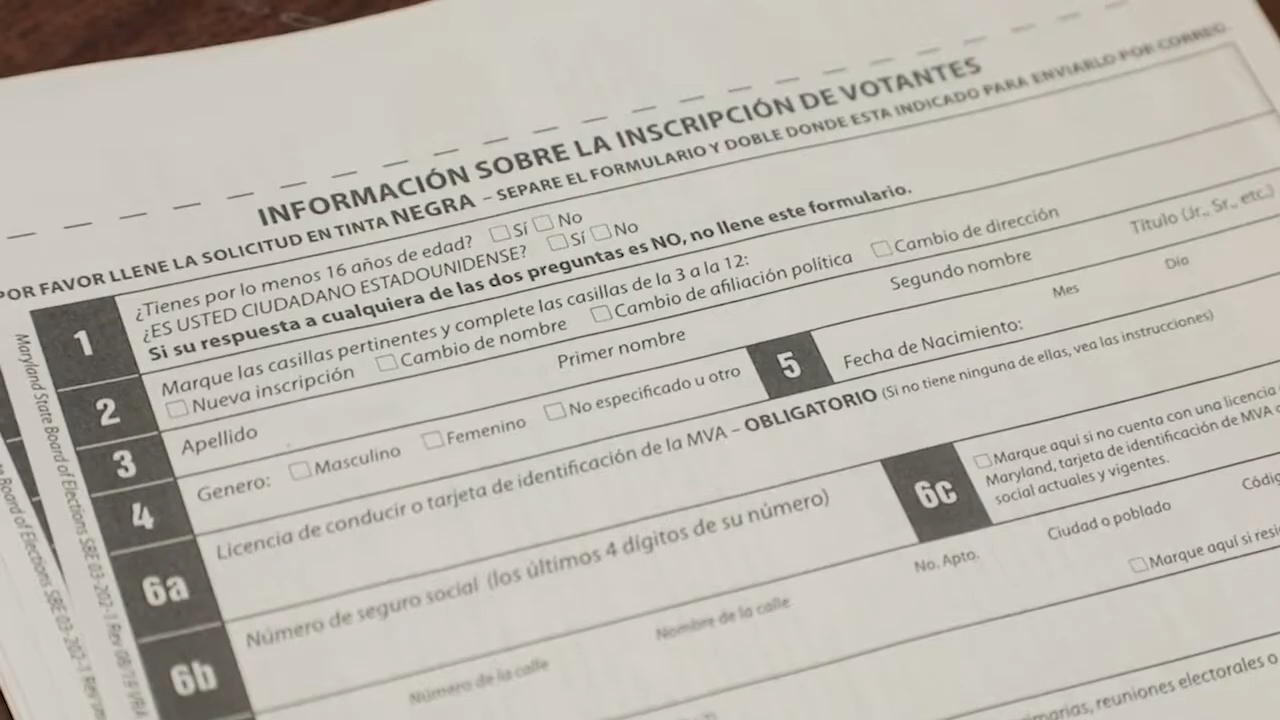 INFORMACIÓN SOBRE LA INSCRIPCIÓN DE VOTANTES
POR FAVOR LLENE LA SOLICITUD EN TINTA NEGRA – SEPARE EL FORMULARIO Y DOBLE DONDE ESTA INDICADO PARA ENVIARLO POR CORREO.
1
¿Tienes por lo menos 16 años de edad? Sí No
¿ES USTED CIUDADANO ESTADOUNIDENSE? Sí No
Si su respuesta a cualquiera de las dos preguntas es NO, no llene este formulario.
2
Marque las casillas pertinentes y complete las casillas de la 3 a la 12:
Nueva inscripción Cambio de nombre Cambio de afiliación política Cambio de dirección
3
Apellido Primer nombre Segundo nombre Título (Jr., Sr., etc.)
4
Genero: Masculino Femenino No especificado u otro
5
Fecha de Nacimiento: Mes Día
6a
Licencia de conducir o tarjeta de identificación de la MVA – OBLIGATORIO (Si no tiene ninguna de ellas, vea las instrucciones)
6b
Número de seguro social (los últimos 4 dígitos de su número)
6c
Marque aqui si no cuenta con una licencia
Maryland, tarjeta de identificación de MVA
social actuales y vigentes.
Número de la calle Nombre de la calle No. Apto. Ciudad o poblado
Marque aquí si
reuniones electorales o
Maryland State Board of Elections SBE 03-202-1 Rev 08/19 VRA
Board of Elections SBE 03-202-1 Rev